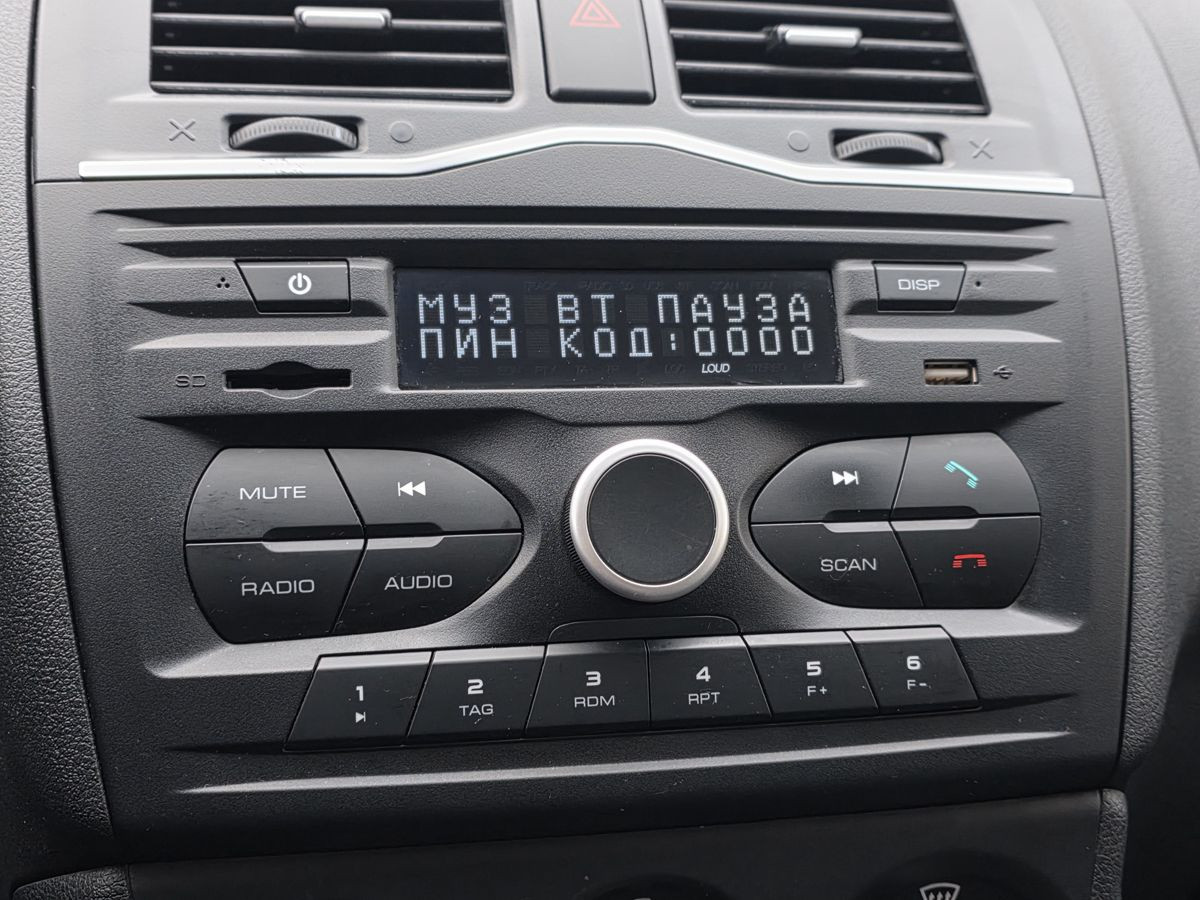 DISP
МУЗ ВТ ПАУЗА
ПИН КОД:0000
LOUD
SD
MUTE
RADIO
AUDIO
SCAN
1
2
TAG
3
RDM
4
RPT
5
F+
6
F-